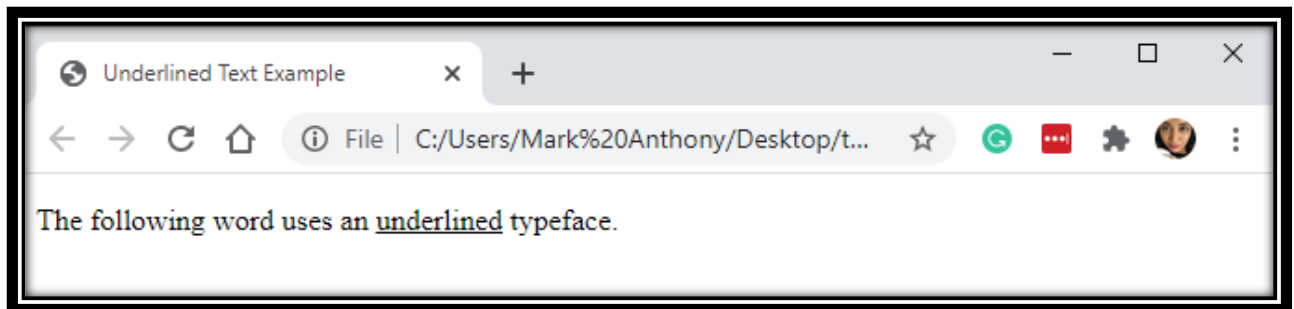 Underlined Text Example
File C:/Users/Mark%20Anthony/Desktop/t...
The following word uses an underlined typeface.